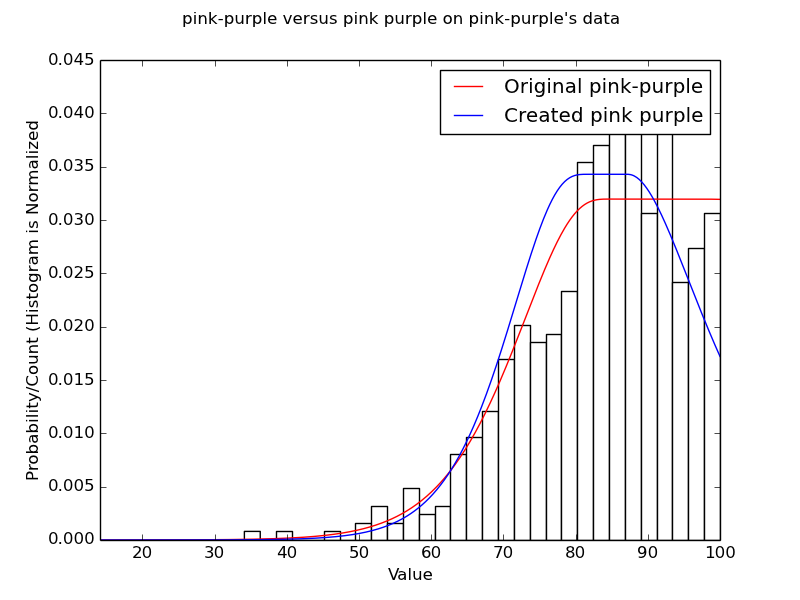 pink-purple versus pink purple on pink-purple's data
Original pink-purple
Created pink purple
0.045
0.040
0.035
0.030
0.025
0.020
0.015
0.010
0.005
0.000
Probability/Count (Histogram is Normalized
20 30 40 50 60 70 80 90 100
Value